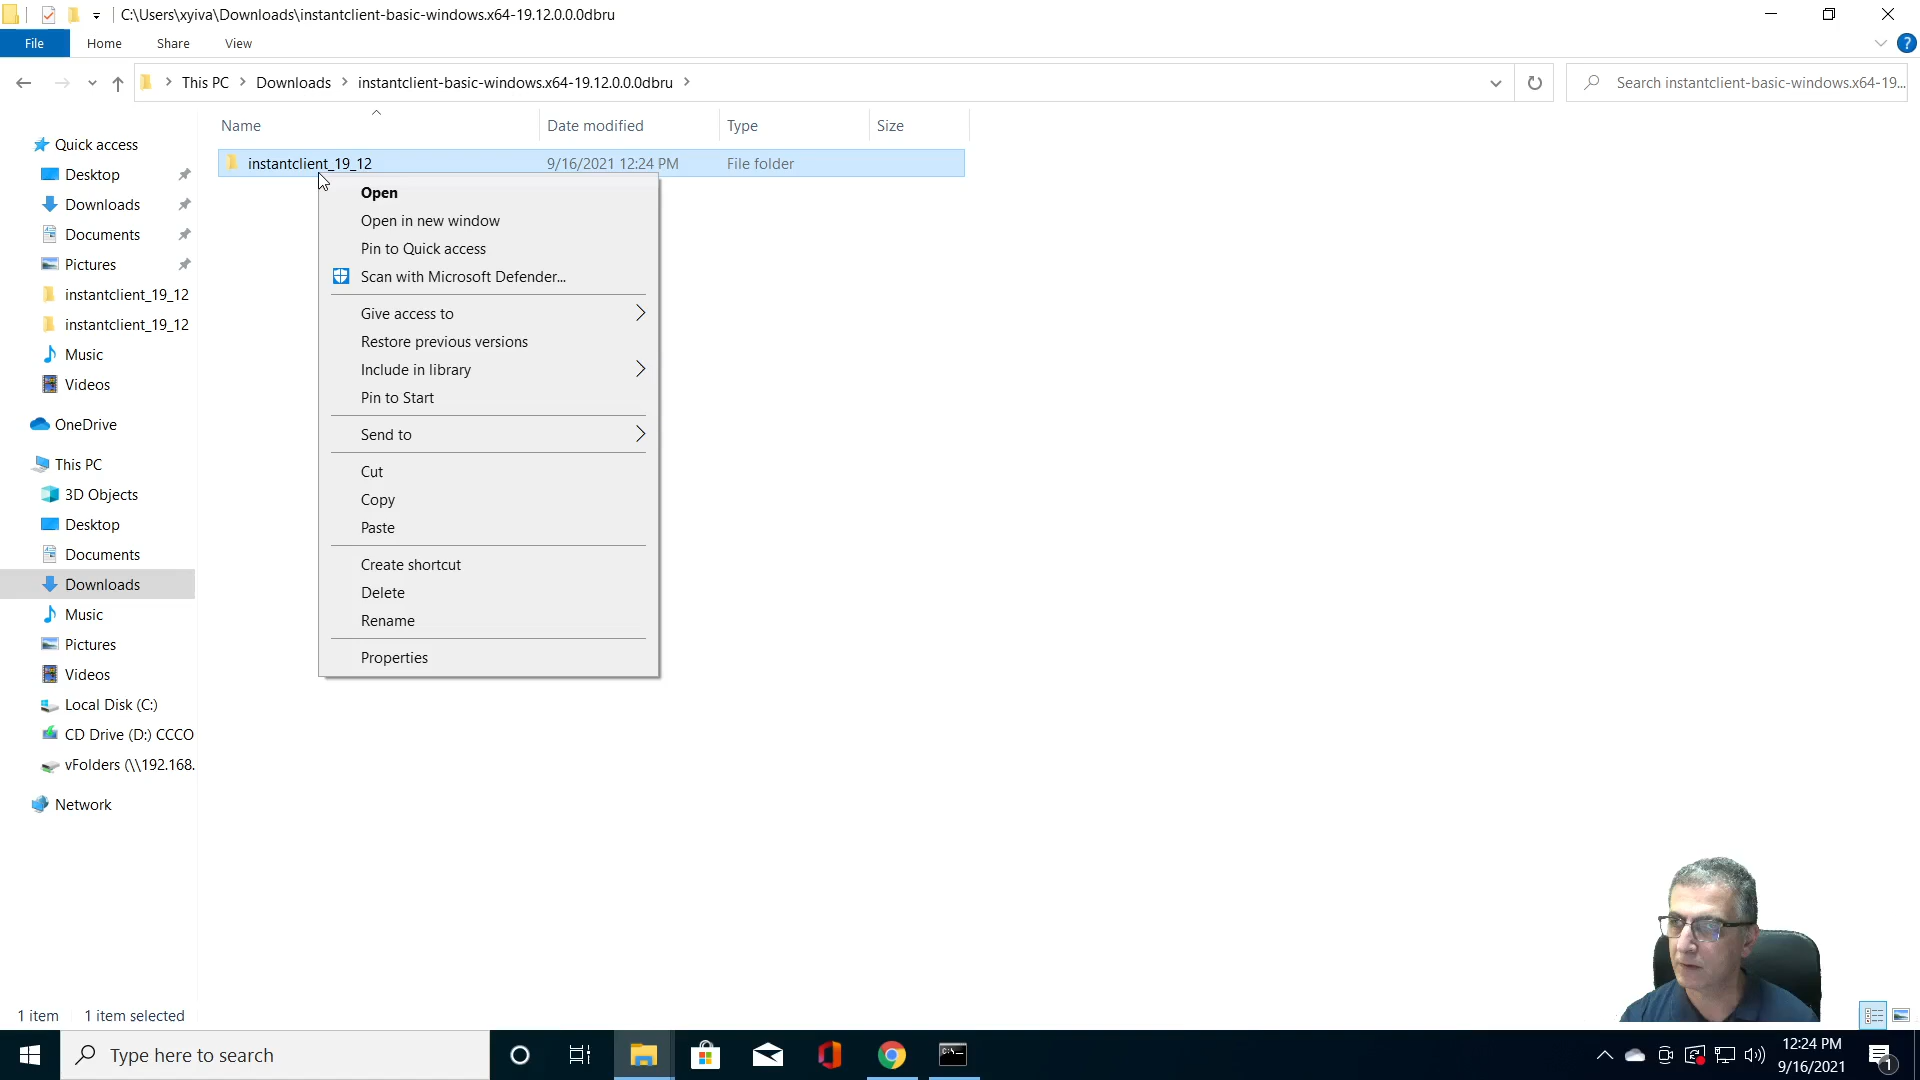 C:\Users\xyiva\Downloads\instantclient-basic-windows.x64-19.12.0.0.0dbru
File Home Share View
This PC Downloads instantclient-basic-windows.x64-19.12.0.0.0dbru Search instantclient-basic-windows.x64-19...
Name Date modified Type Size
instantclient_19_12 9/16/2021 12:24 PM File folder
Quick access
Desktop
Downloads
Documents
Pictures
instantclient_19_12
instantclient_19_12
Music
Videos
OneDrive
This PC
3D Objects
Desktop
Documents
Downloads
Music
Pictures
Videos
Local Disk (C:)
CD Drive (D:) CCCO
vFolders (\\192.168.
Network
Open
Open in new window
Pin to Quick access
Scan with Microsoft Defender...
Give access to
Restore previous versions
Include in library
Pin to Start
Send to
Cut
Copy
Paste
Create shortcut
Delete
Rename
Properties
1 item 1 item selected
Type here to search
12:24 PM
9/16/2021
1